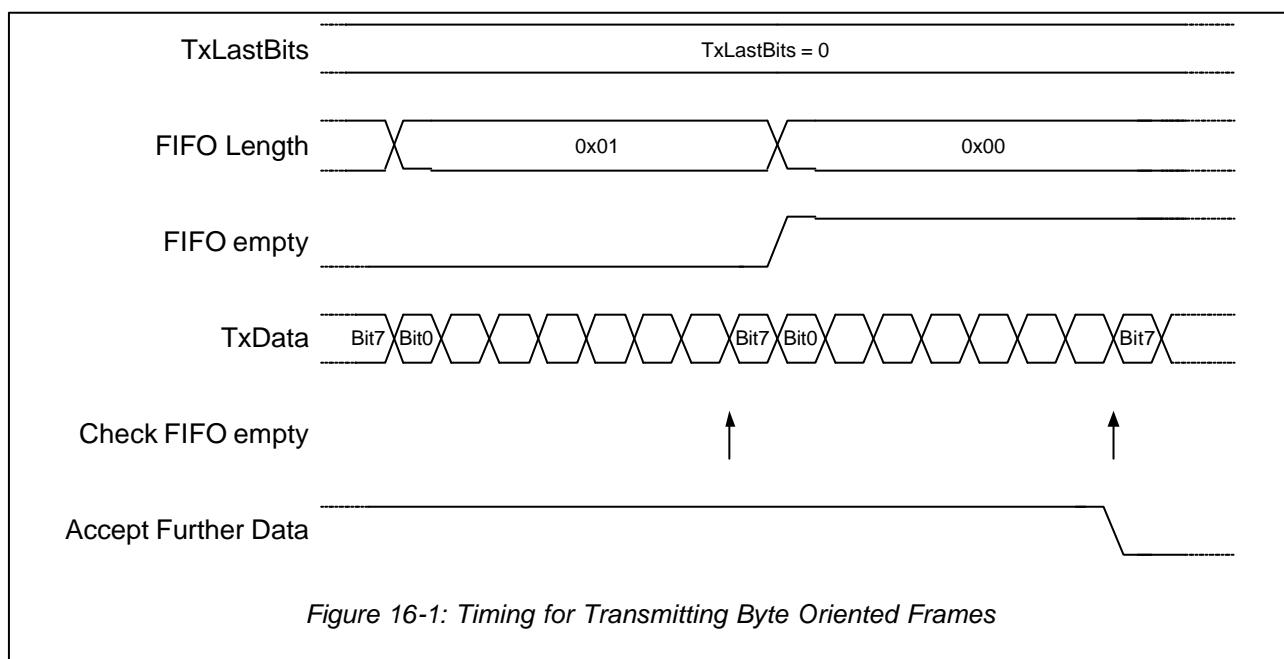 TxLastBits
TxLastBits = 0
FIFO Length
0x01
0x00
FIFO empty
TxData
Bit7 Bit0 Bit7 Bit0 Bit7
Check FIFO empty
Accept Further Data
Figure 16-1: Timing for Transmitting Byte Oriented Frames